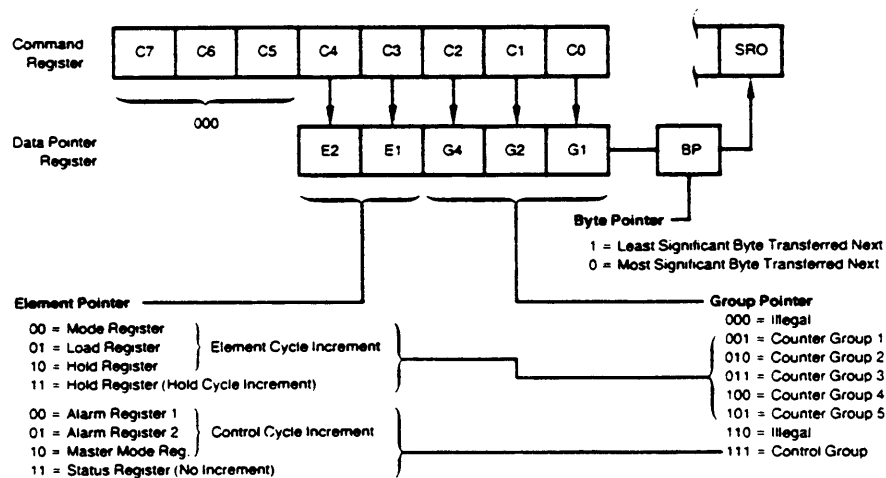 Command
Register
C7 C6 C5 C4 C3 C2 C1 C0
SRO
000
Data Pointer
Register
E2 E1 G4 G2 G1
BP
Byte Pointer
1 = Least Significant Byte Transferred Next
0 = Most Significant Byte Transferred Next
Element Pointer
00 = Mode Register
01 = Load Register
10 = Hold Register
Element Cycle Increment
11 = Hold Register (Hold Cycle Increment)
00 = Alarm Register 1
01 = Alarm Register 2
10 = Master Mode Reg.
Control Cycle Increment
11 = Status Register (No Increment)
Group Pointer
000 = Illegal
001 = Counter Group 1
010 = Counter Group 2
011 = Counter Group 3
100 = Counter Group 4
101 = Counter Group 5
110 = Illegal
111 = Control Group